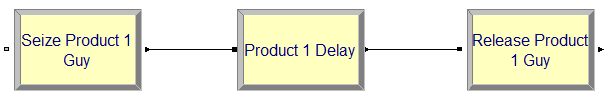 Seize Product 1
Guy
Product 1 Delay
Release Product
1 Guy